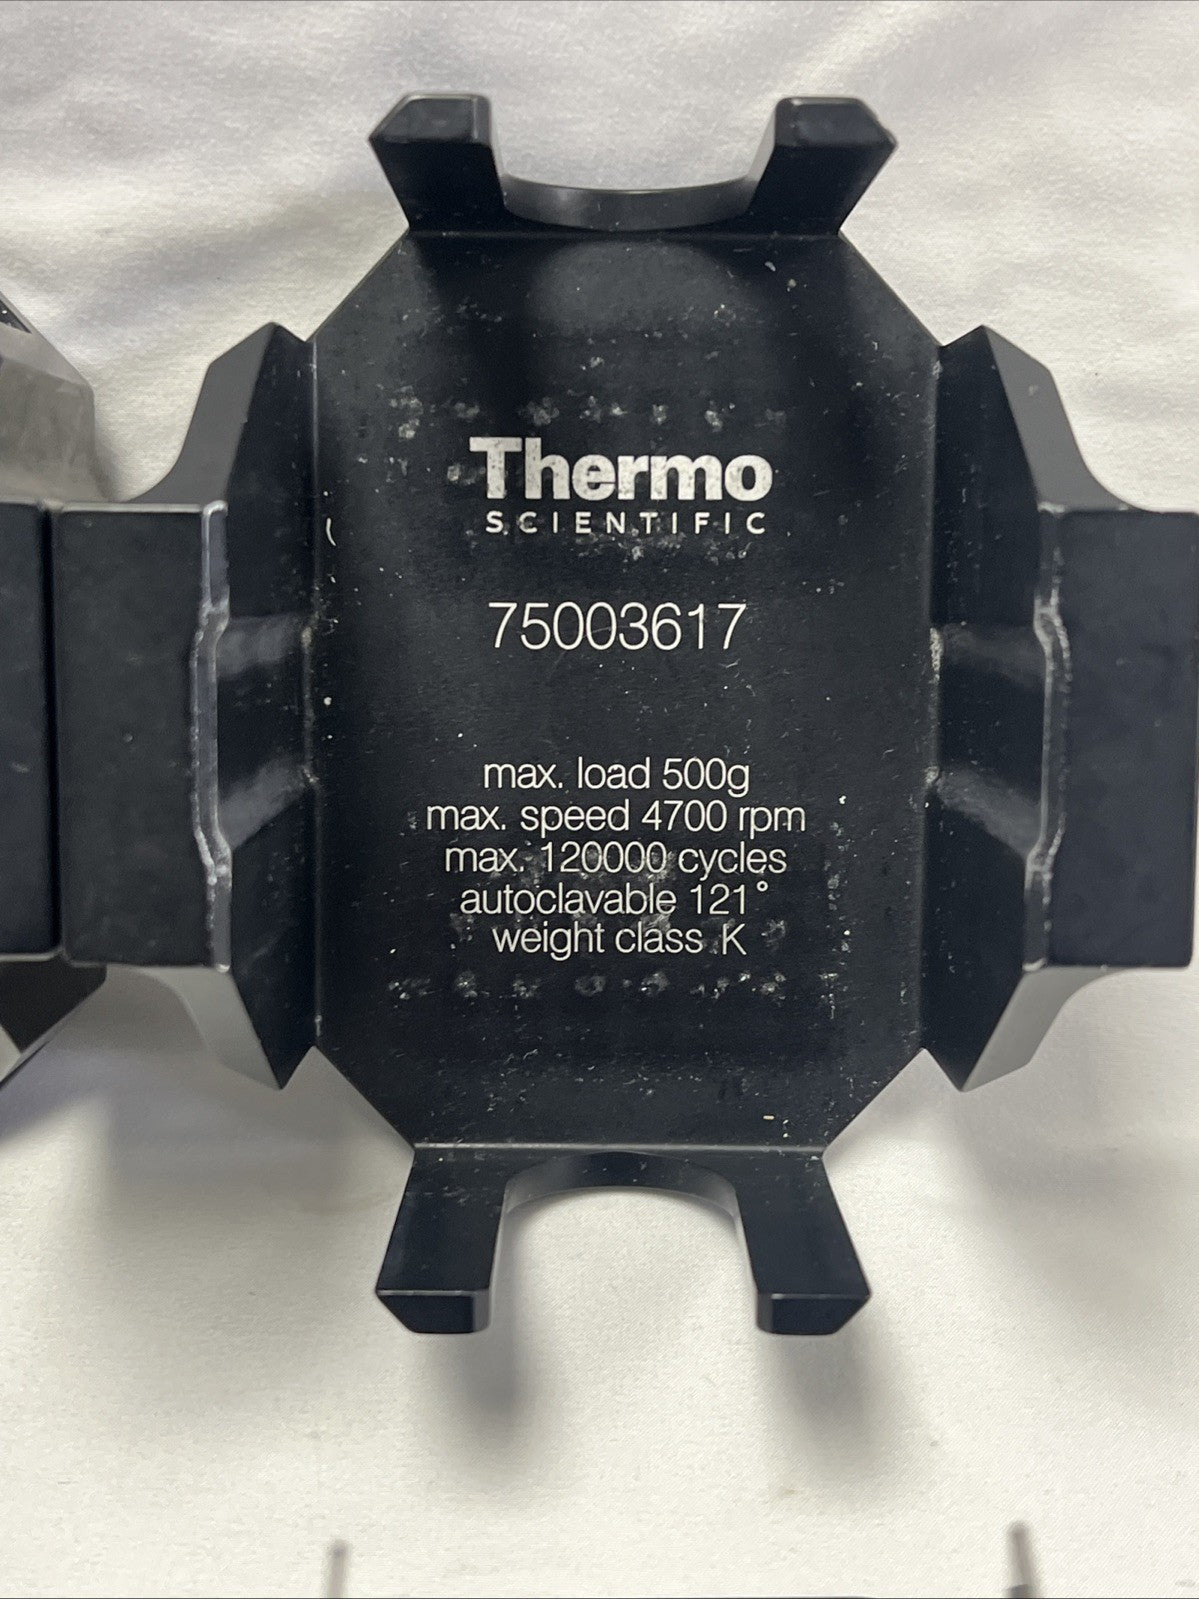 Thermo
SCIENTIFIC
75003617
max. load 500g
max. speed 4700 rpm
max. 120000 cycles
autoclavable 121°
weight class K